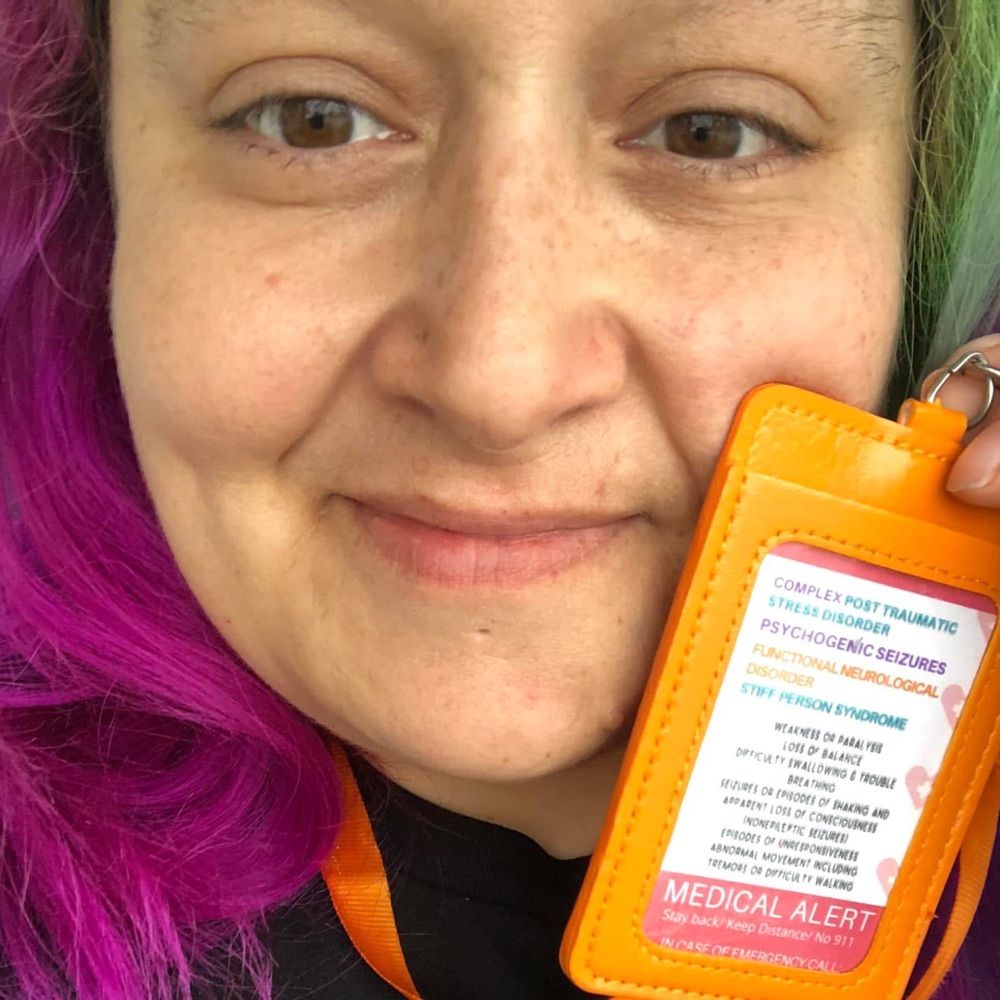 COMPLEX POST TRAUMATIC
STRESS DISORDER
PSYCHOGENIC SEIZURES
FUNCTIONAL NEUROLOGICAL
DISORDER
STIFF PERSON SYNDROME
WEAKNESS OR PARALYSIS
LOSS OF BALANCE
DIFFICULTY SWALLOWING & TROUBLE
BREATHING
SEIZURES OR EPISODES OF SHAKING AND
APPARENT LOSS OF CONSCIOUSNESS
(NONEPILEPTIC SEIZURES)
EPISODES OF UNRESPONSIVENESS
ABNORMAL MOVEMENT INCLUDING
TREMORS OR DIFFICULTY WALKING
MEDICAL ALERT
Stay back/ Keep Distance/ No 911
IN CASE OF EMERGENCY CALL: